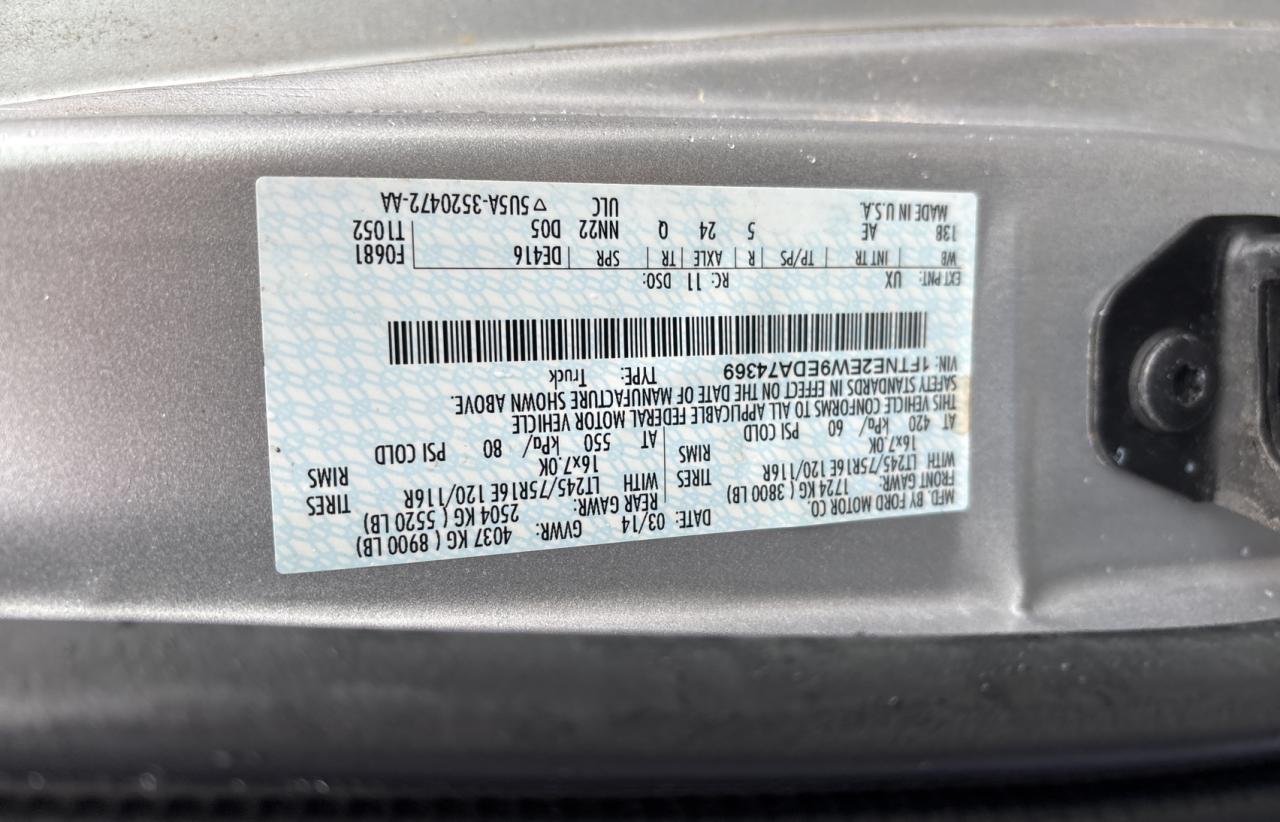 MFD. BY FORD MOTOR CO. DATE: 03/14 GVWR: 4037 KG ( 8900 LB)
FRONT GAWR: 1724 KG ( 3800 LB) REAR GAWR: 2504 KG ( 5520 LB)
WITH LT245/75R16E 120/116R TIRES WITH LT245/75R16E 120/116R TIRES
16x7.0K RIMS 16x7.0K RIMS
AT 420 kPa/ 60 PSI COLD AT 550 kPa/ 80 PSI COLD
THIS VEHICLE CONFORMS TO ALL APPLICABLE FEDERAL MOTOR VEHICLE
SAFETY STANDARDS IN EFFECT ON THE DATE OF MANUFACTURE SHOWN ABOVE.
VIN: 1FTNE2EW9EDA74369 TYPE: Truck
EXT PNT: UX RC: 11 DSO:
WB INT TR TP/PS R AXLE TR SPR DE416 F0681
138 AE 5 24 Q NN22 D05 T1052
MADE IN U.S.A. ULC ▽5U5A-3520472-AA